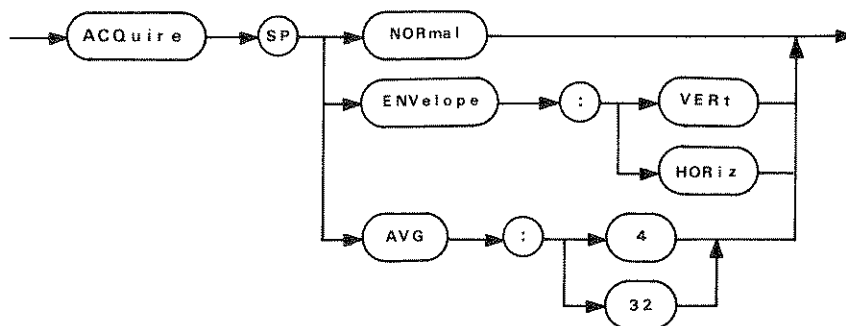 ACQuire SP NORmal
ENVelope : VERt
HORiz
AVG : 4
32